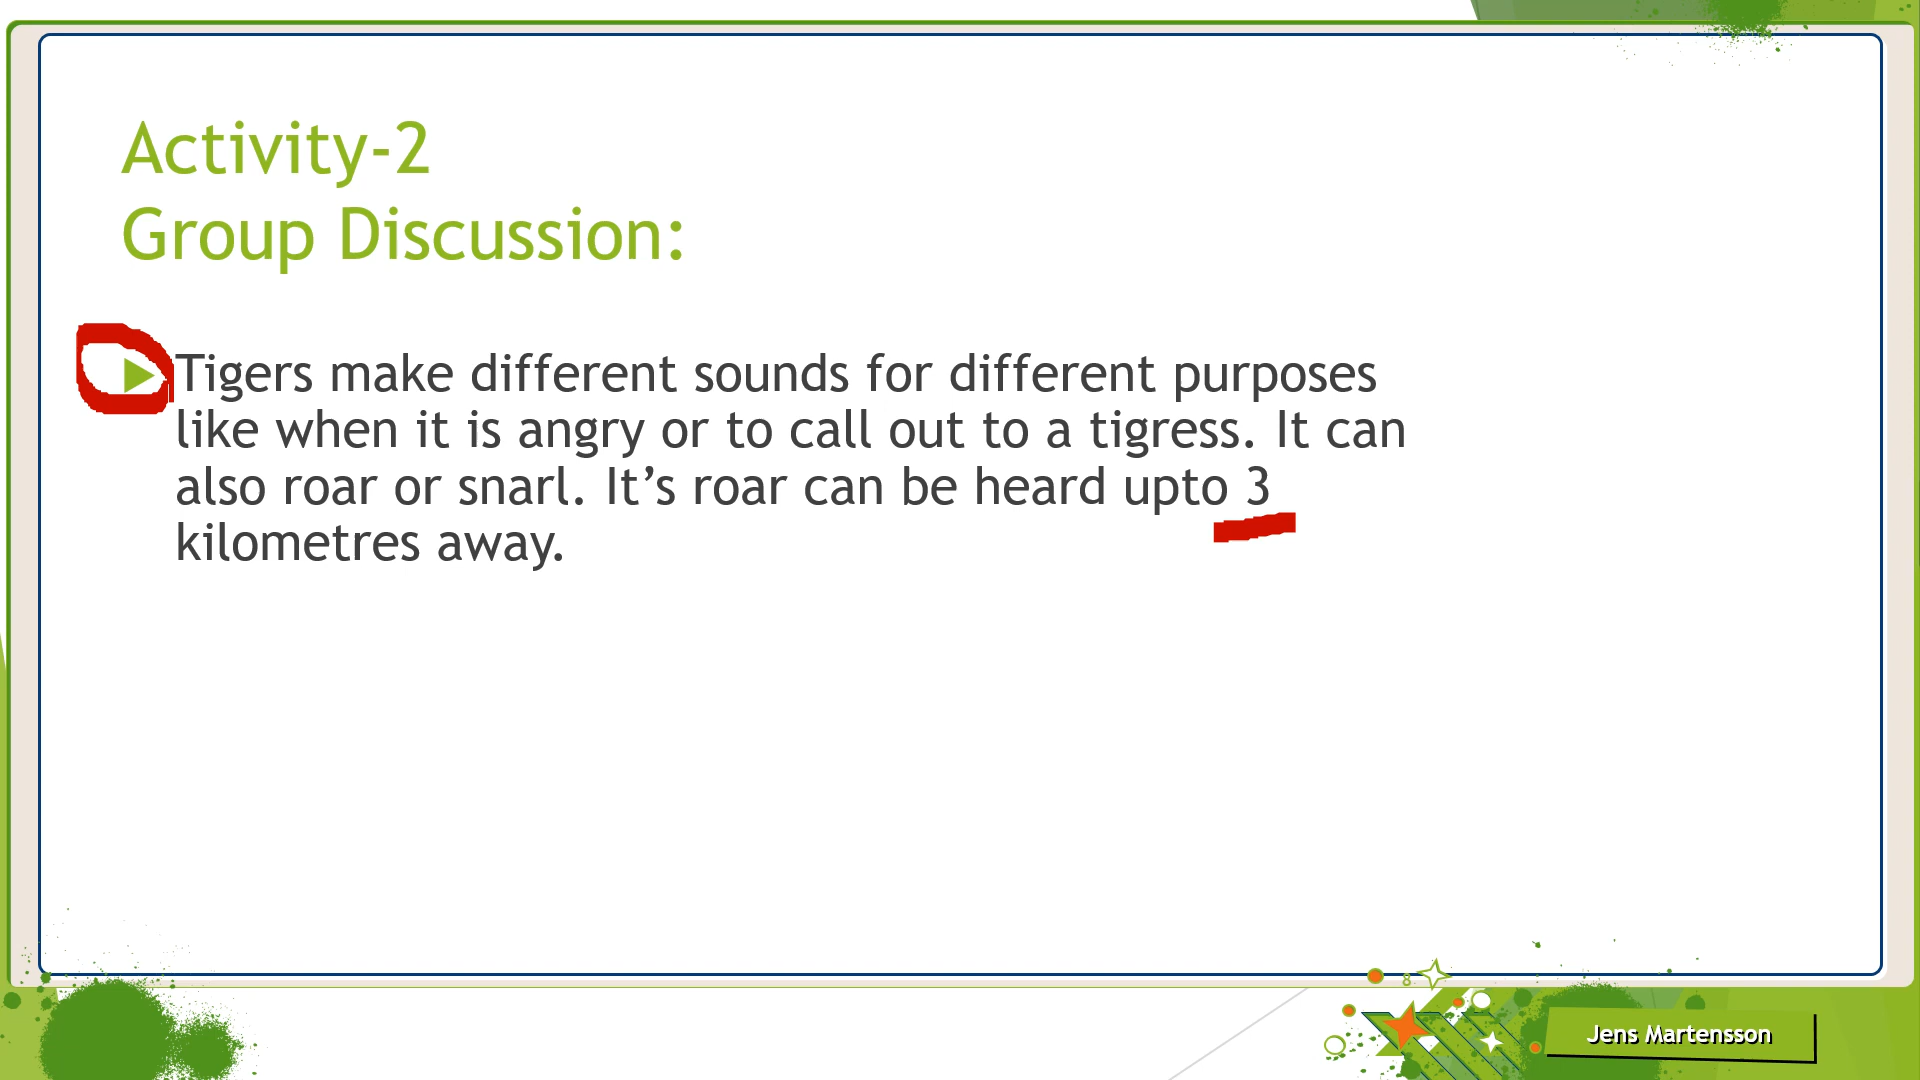 Activity-2
Group Discussion:
Tigers make different sounds for different purposes
like when it is angry or to call out to a tigress. It can
also roar or snarl. It’s roar can be heard upto 3
kilometres away.
8
Jens Martensson